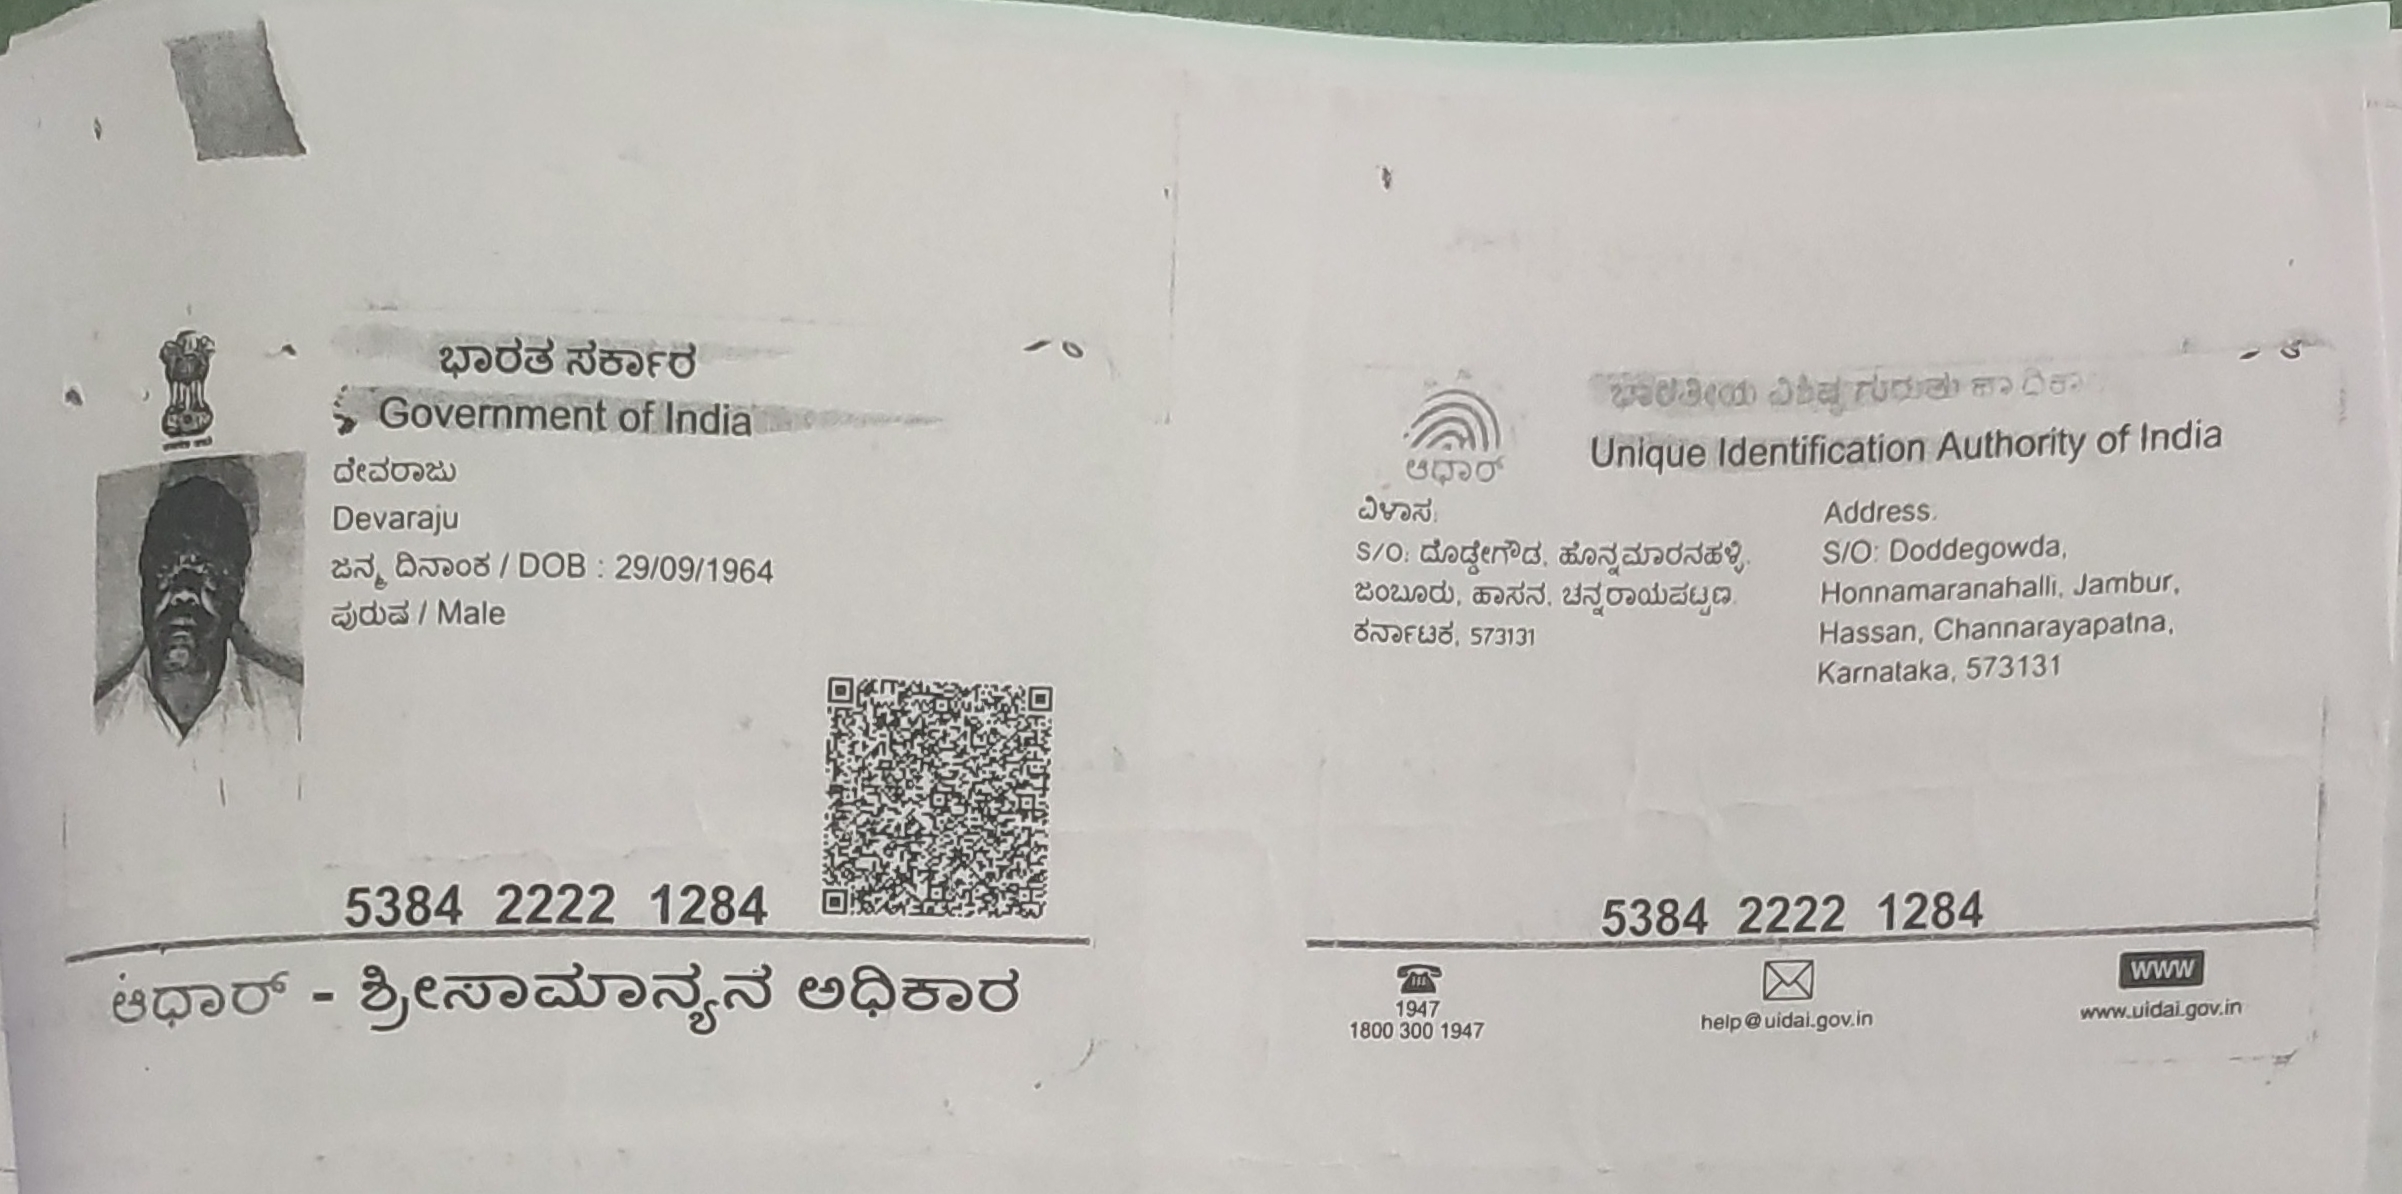 ಭಾರತ ಸರ್ಕಾರ
Government of India
ದೇವರಾಜು
Devaraju
ಜನ್ಮ ದಿನಾಂಕ / DOB : 29/09/1964
ಪುರುಷ / Male
5384 2222 1284
ಆಧಾರ್ - ಶ್ರೀಸಾಮಾನ್ಯನ ಅಧಿಕಾರ
ಆಧಾರ್
Unique Identification Authority of India
ವಿಳಾಸ:
S/O: ದೊಡ್ಡೇಗೌಡ, ಹೊನ್ನಮಾರನಹಳ್ಳಿ,
ಜಂಬೂರು, ಹಾಸನ, ಚನ್ನರಾಯಪಟ್ಟಣ,
ಕರ್ನಾಟಕ, 573131
Address:
S/O: Doddegowda,
Honnamaranahalli, Jambur,
Hassan, Channarayapatna,
Karnataka, 573131
5384 2222 1284
1947
1800 300 1947
help@uidai.gov.in
www
www.uidai.gov.in